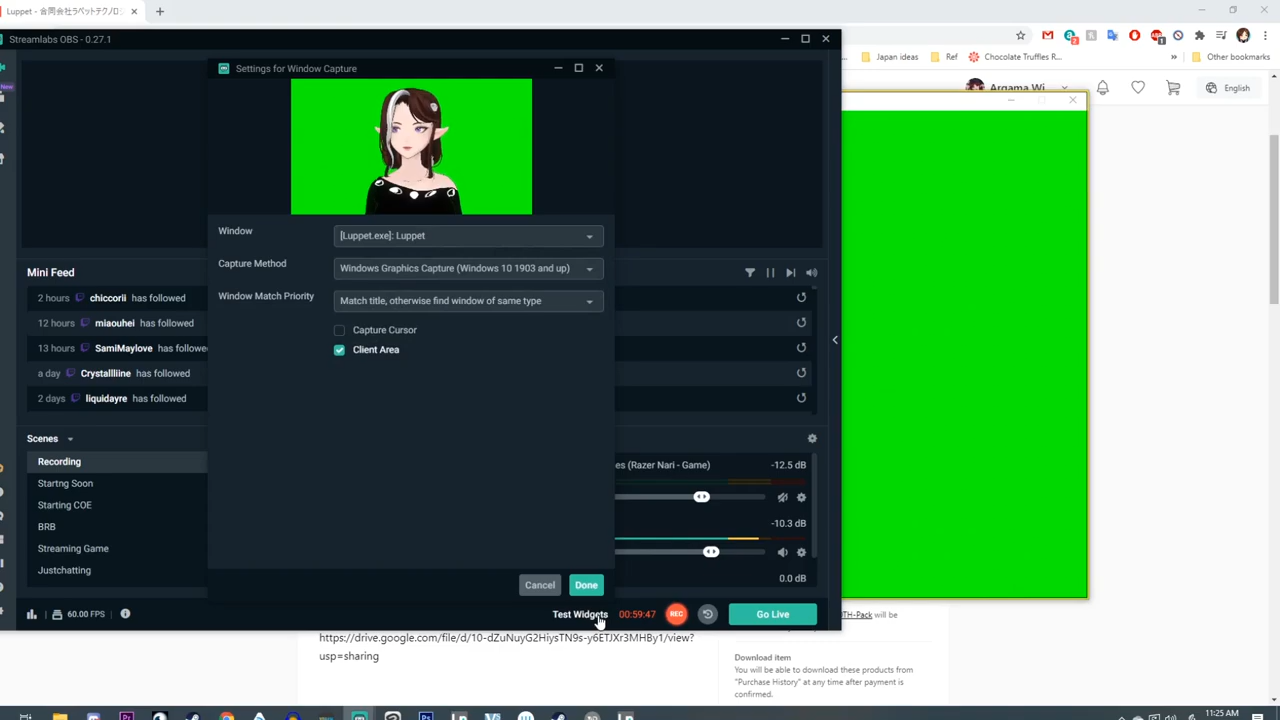 Luppet - 合同会社ラペットテクノロジ
Streamlabs OBS - 0.27.1
Settings for Window Capture
Japan ideas
Ref
Chocolate Truffles R...
»
Other bookmarks
Argama Wi
English
Window
[Luppet.exe]: Luppet
Capture Method
Windows Graphics Capture (Windows 10 1903 and up)
Window Match Priority
Match title, otherwise find window of same type
Capture Cursor
Client Area
Mini Feed
2 hours chiccorii has followed
12 hours miaouhei has followed
13 hours SamiMaylove has followe
a day Crystallliine has followed
2 days liquidayre has followed
Scenes
Recording
Startng Soon
Starting COE
BRB
Streaming Game
Justchatting
es (Razer Nari - Game)
-12.5 dB
-10.3 dB
0.0 dB
Cancel
Done
60.00 FPS
Test Widgets
00:59:47
REC
Go Live
OTH-Pack will be
https://drive.google.com/file/d/10-dZuNuyG2HiysTN9s-y6ETJXr3MHBy1/view?
usp=sharing
Download item
You will be able to download these products from
"Purchase History" at any time after payment is
confirmed.
11:25 AM